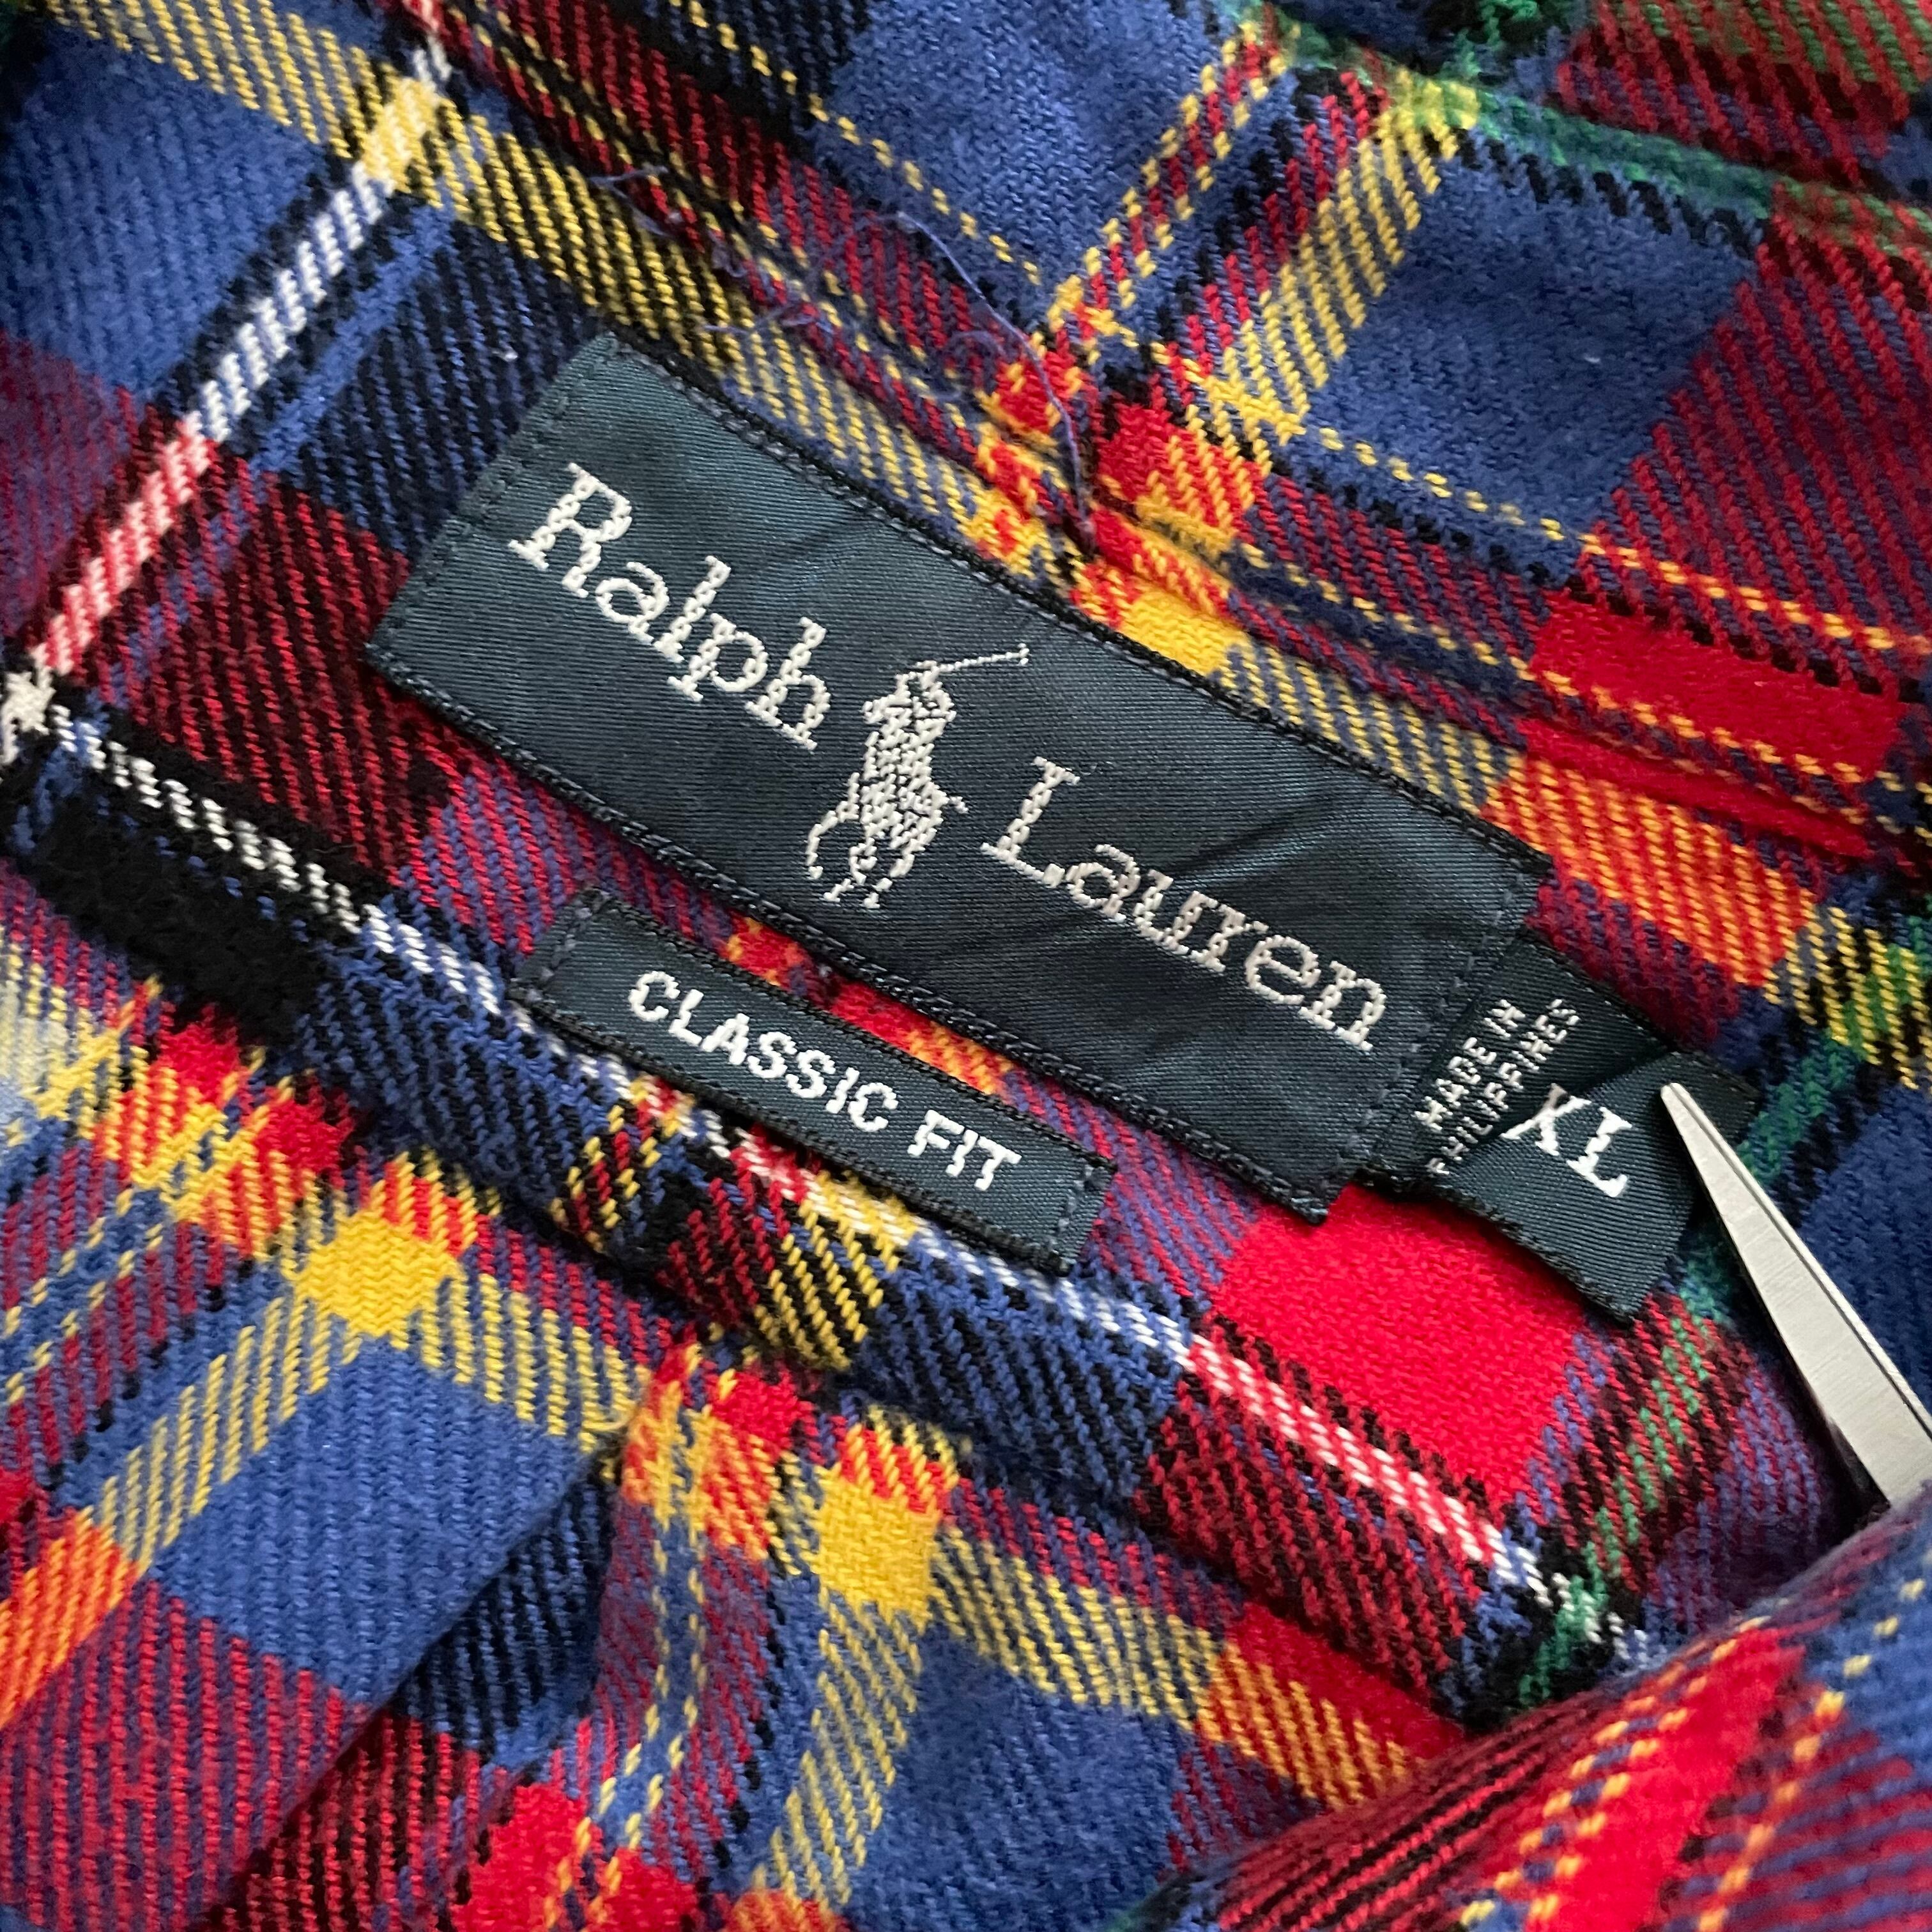 Ralph Lauren
CLASSIC FIT
MADE IN
PHILIPPINES
XL